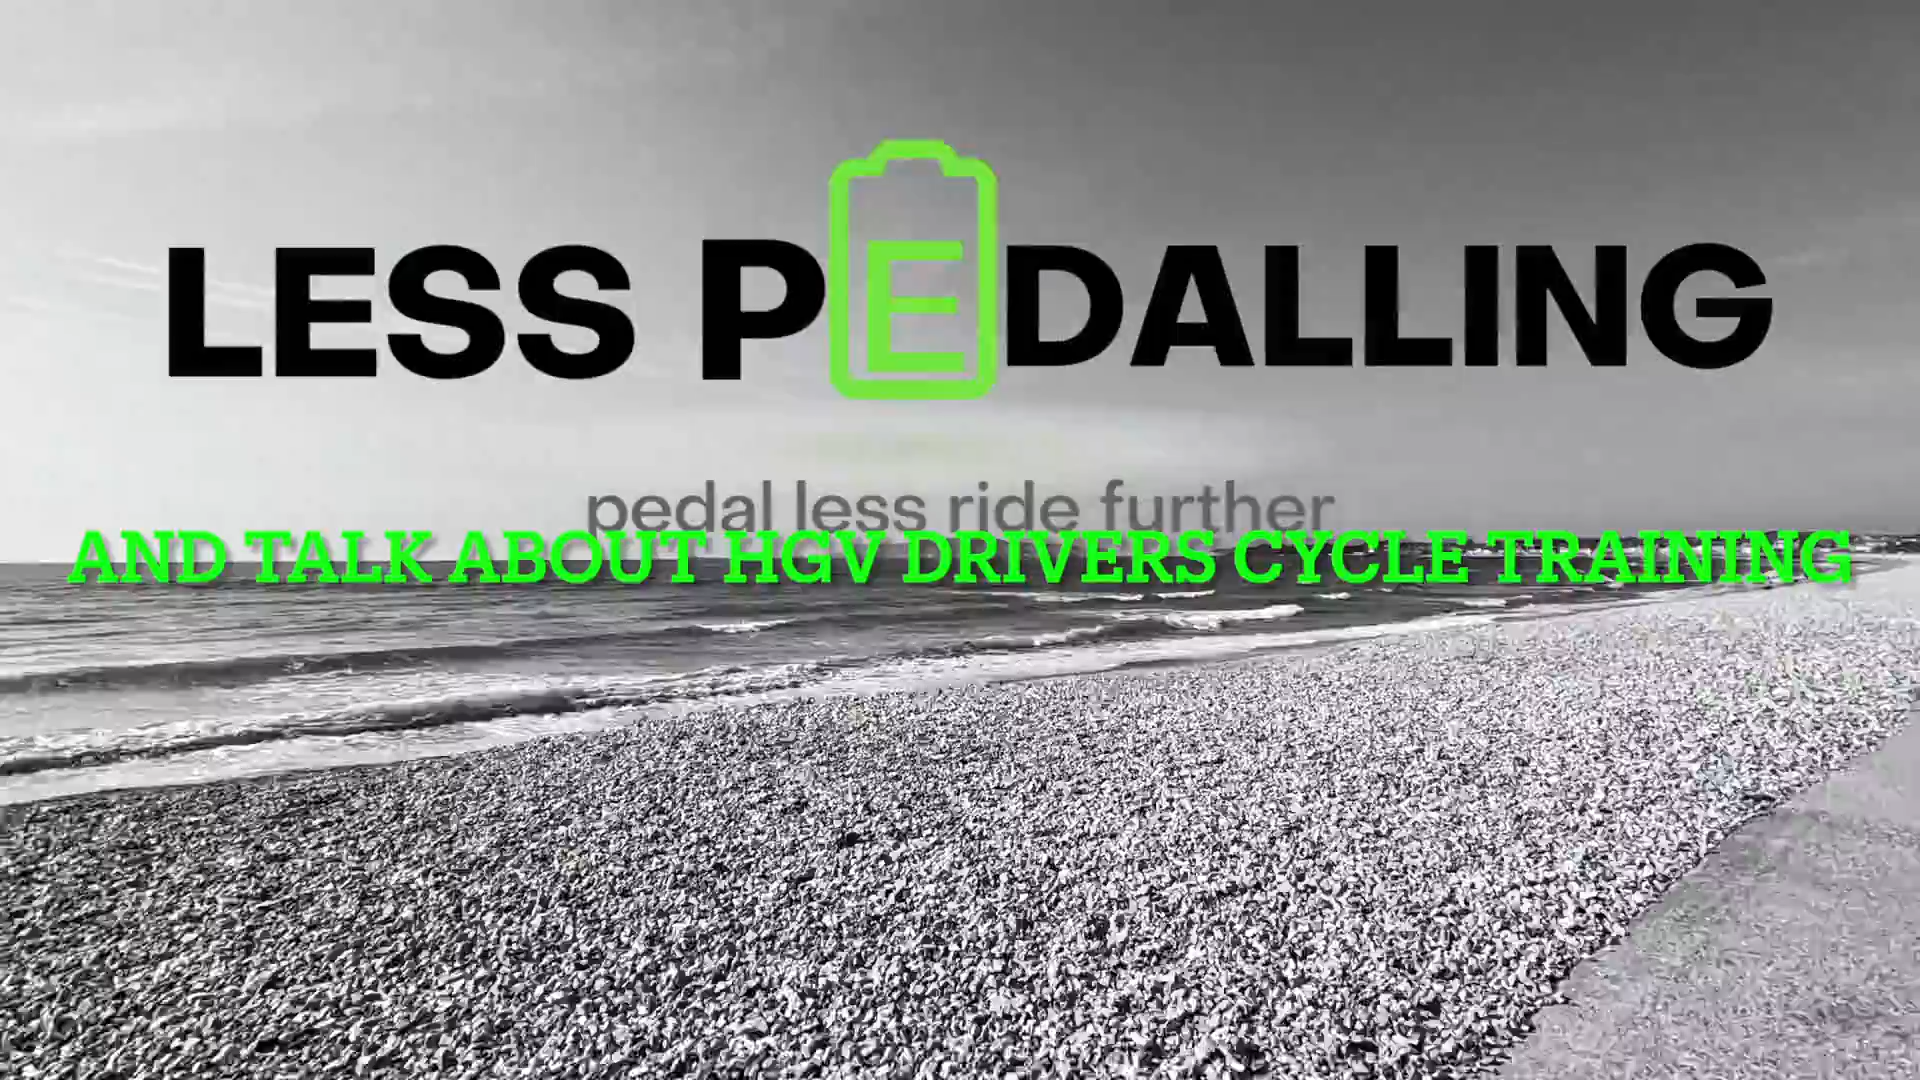 LESS PEDALLING
pedal less ride further
AND TALK ABOUT HGV DRIVERS CYCLE TRAINING